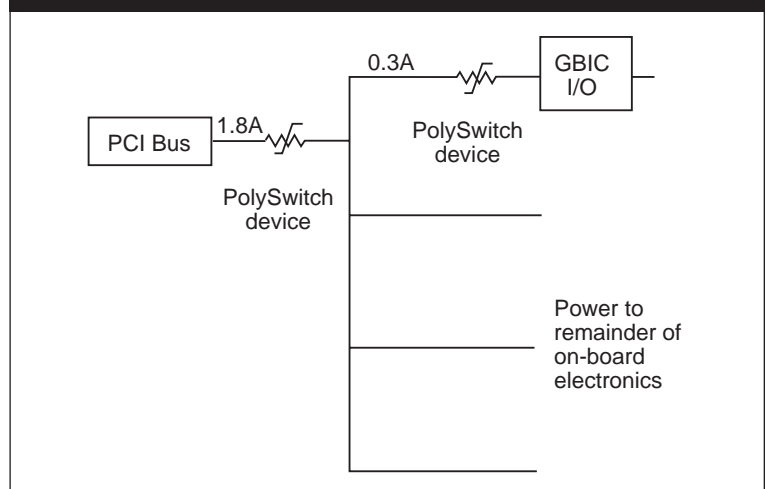 0.3A
GBIC
I/O
PCI Bus
1.8A
PolySwitch
device
PolySwitch
device
Power to
remainder of
on-board
electronics